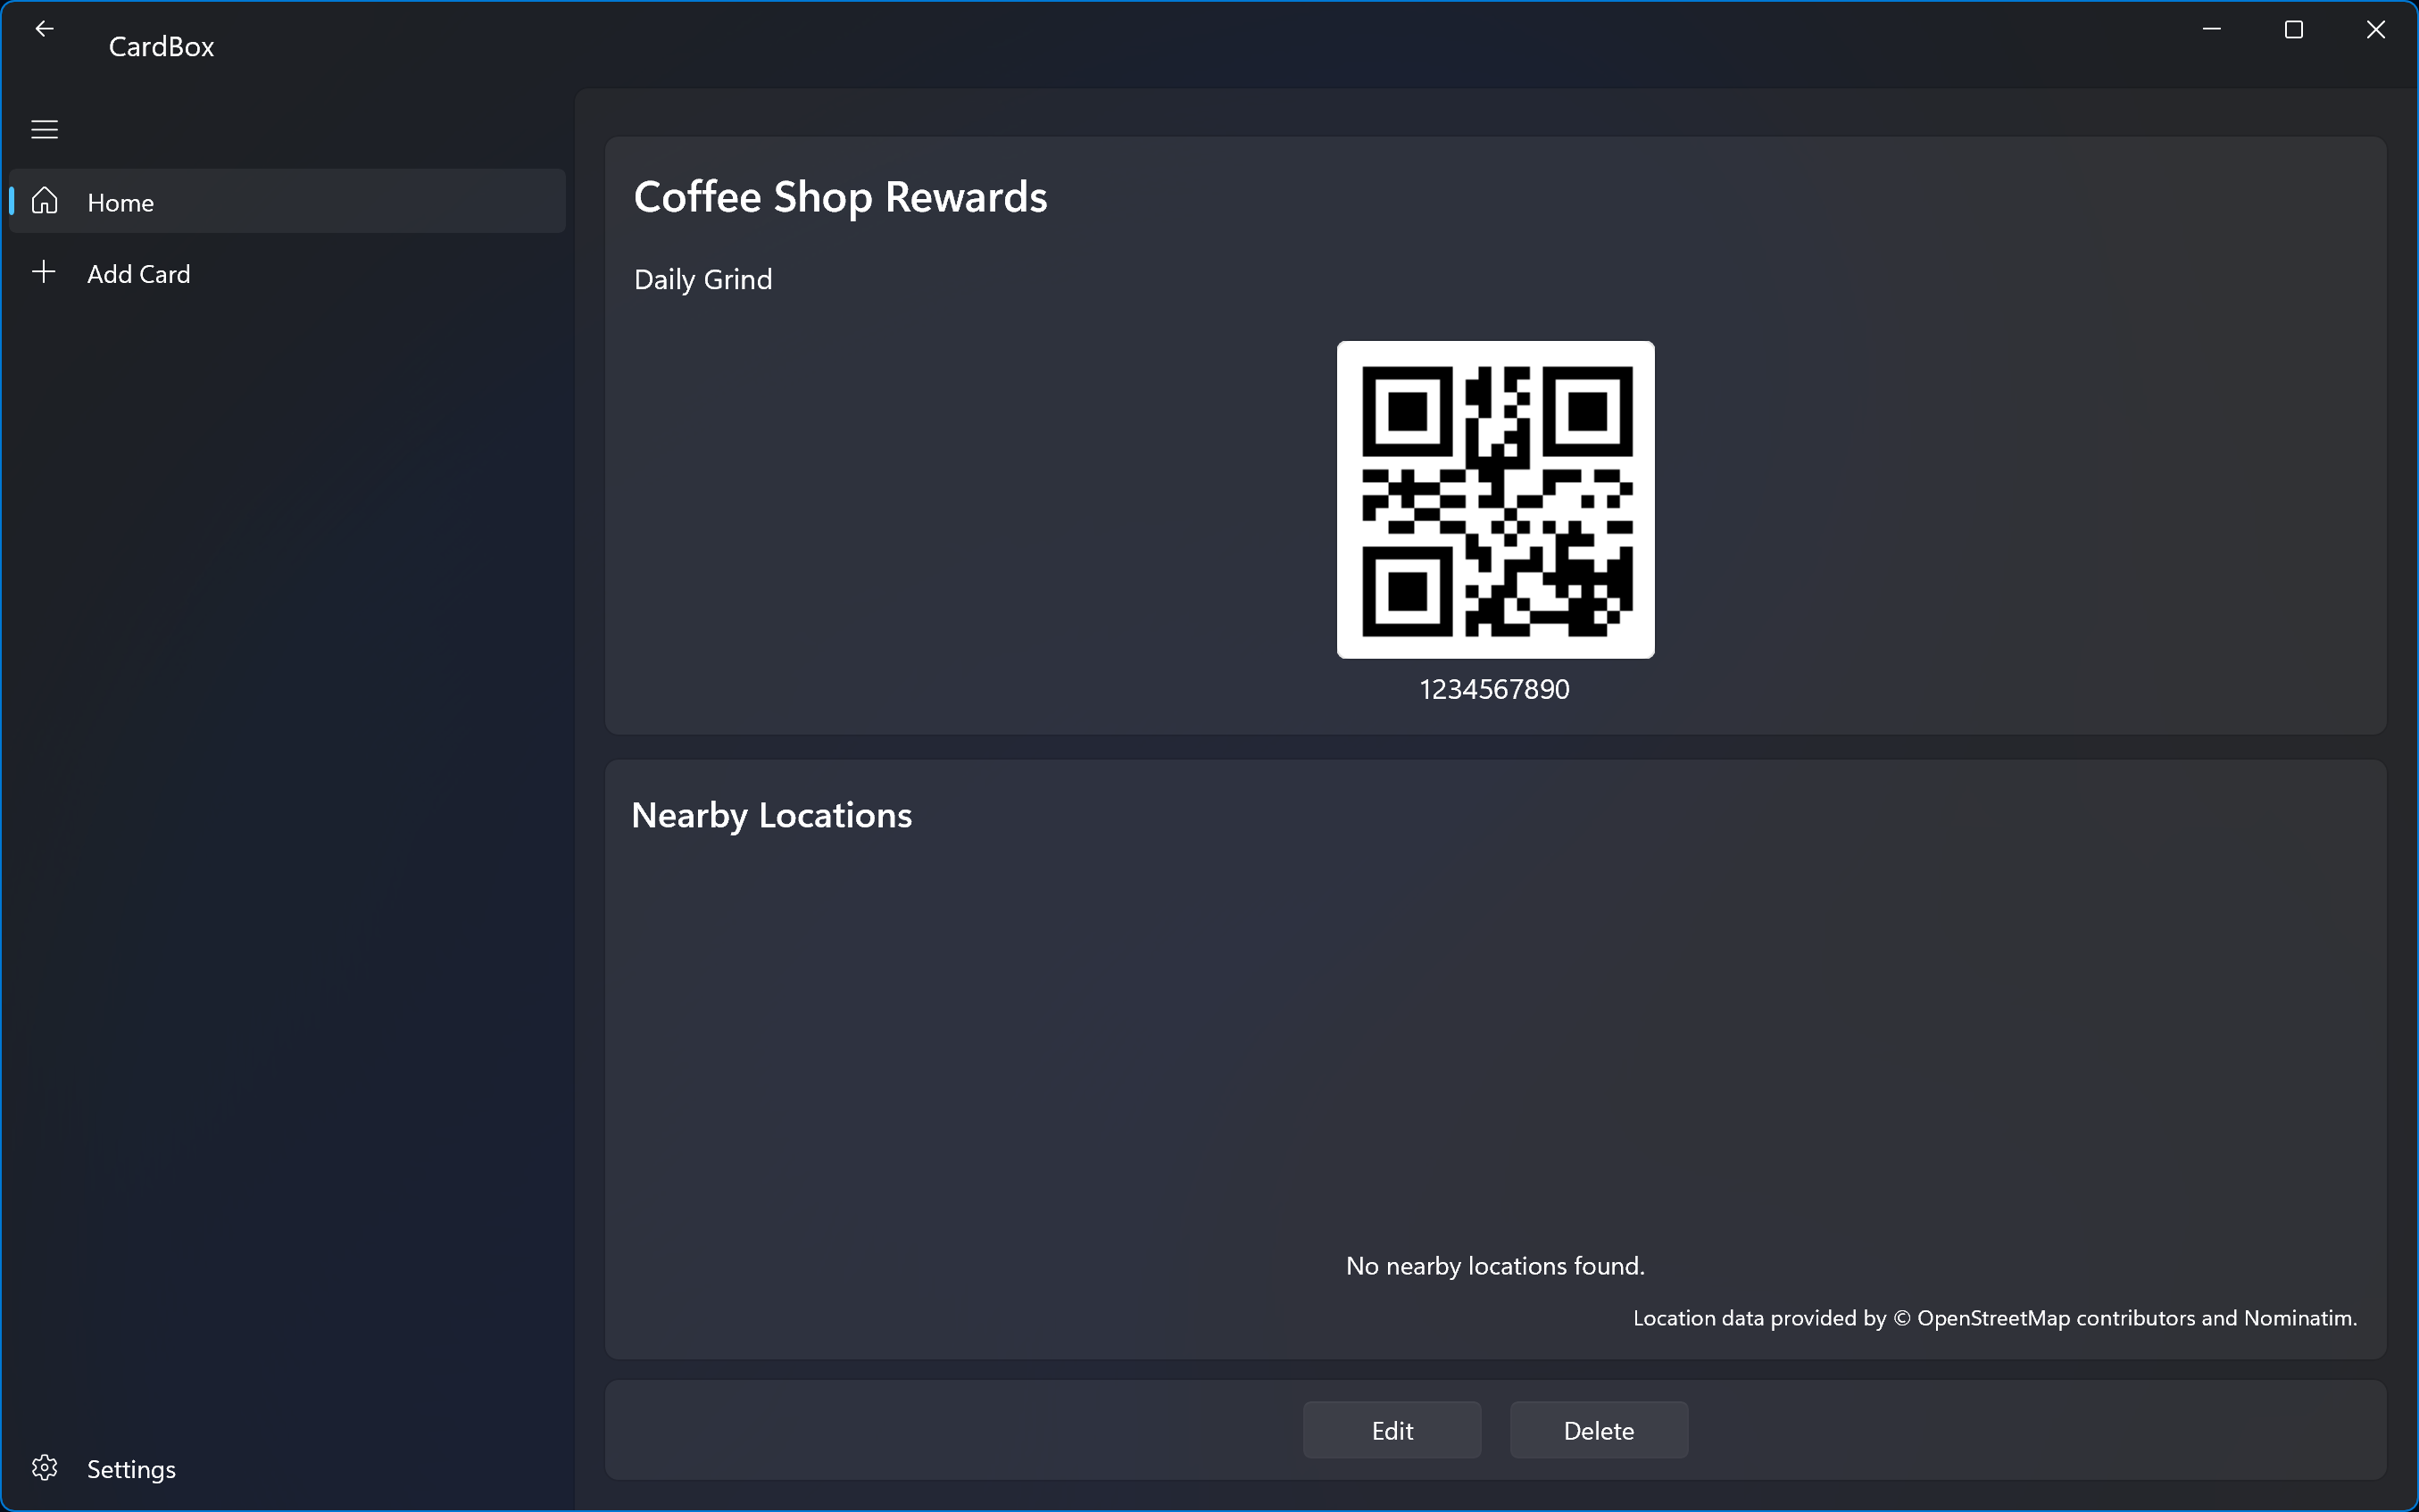 CardBox
Home
Add Card
Coffee Shop Rewards
Daily Grind
1234567890
Nearby Locations
No nearby locations found.
Location data provided by © OpenStreetMap contributors and Nominatim.
Edit
Delete
Settings